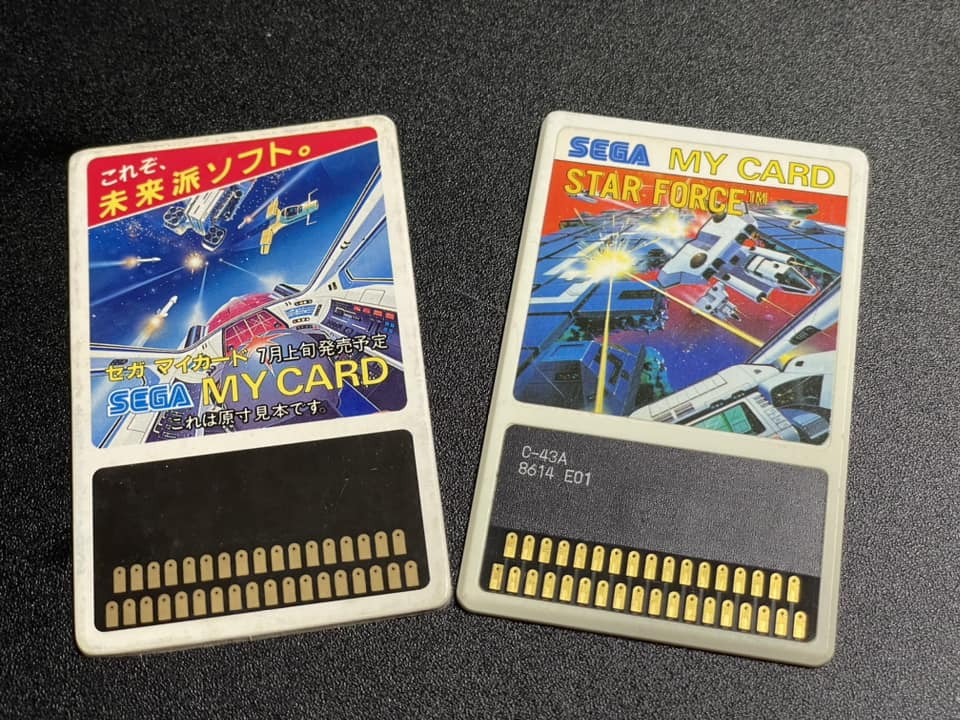 これぞ、
未来派ソフト。
セガ マイカード 7月上旬発売予定
SEGA MY CARD
これは原寸見本です。
SEGA MY CARD
STAR FORCE™
C-43A
8614 E01